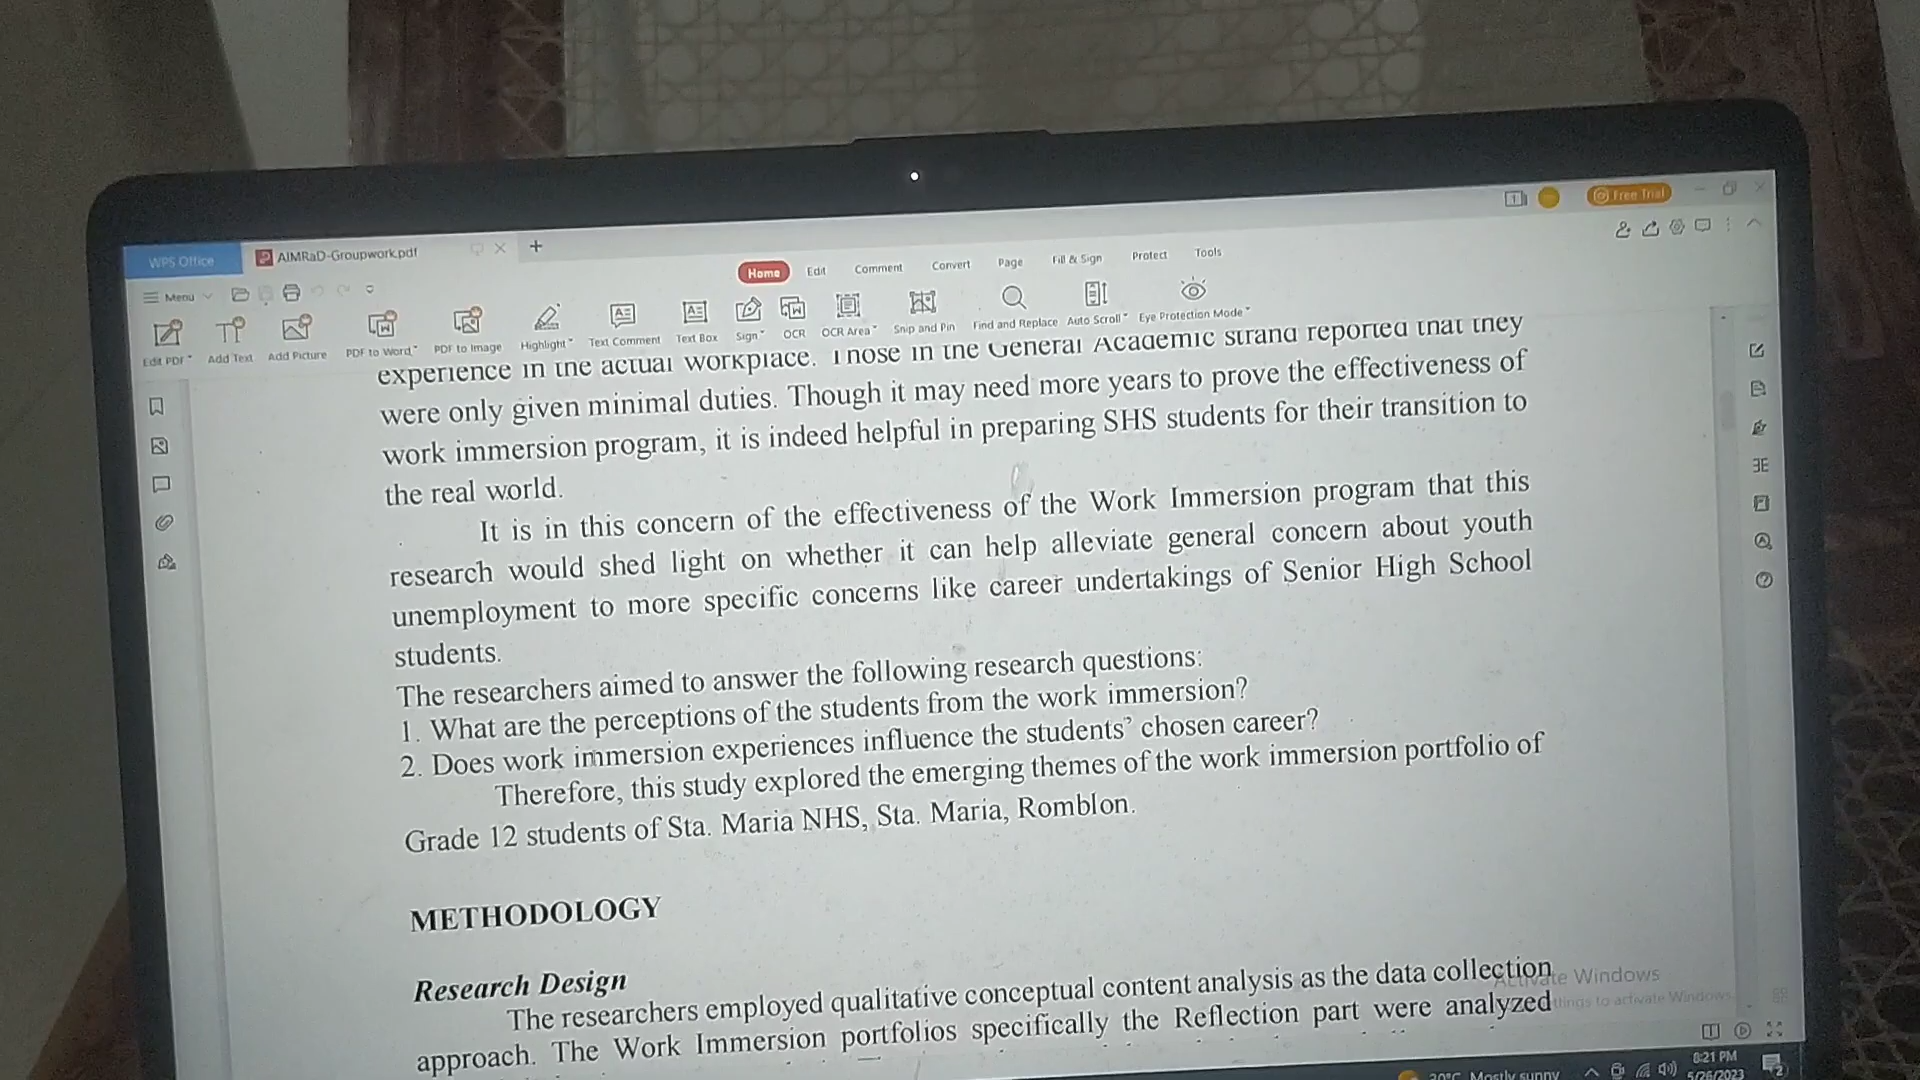 Free Trial
WPS Office
AIMRaD-Groupwork.pdf
Menu
Home
Edit
Comment
Convert
Page
Fill & Sign
Protect
Tools
Edit PDF
Add Text
Add Picture
PDF to Word
PDF to Image
Highlight
Text Comment
Text Box
Sign
OCR
OCR Area
Snip and Pin
Find and Replace
Auto Scroll
Eye Protection Mode
experience in the actual workplace. Those in the General Academic strand reported that they
were only given minimal duties. Though it may need more years to prove the effectiveness of
work immersion program, it is indeed helpful in preparing SHS students for their transition to
the real world.
It is in this concern of the effectiveness of the Work Immersion program that this
research would shed light on whether it can help alleviate general concern about youth
unemployment to more specific concerns like career undertakings of Senior High School
students.
The researchers aimed to answer the following research questions:
1. What are the perceptions of the students from the work immersion?
2. Does work immersion experiences influence the students' chosen career?
Therefore, this study explored the emerging themes of the work immersion portfolio of
Grade 12 students of Sta. Maria NHS, Sta. Maria, Romblon.
METHODOLOGY
Research Design
The researchers employed qualitative conceptual content analysis as the data collection
approach. The Work Immersion portfolios specifically the Reflection part were analyzed
Activate Windows
to activate Windows
30°C Mostly sunny
8:21 PM
5/26/2023
2